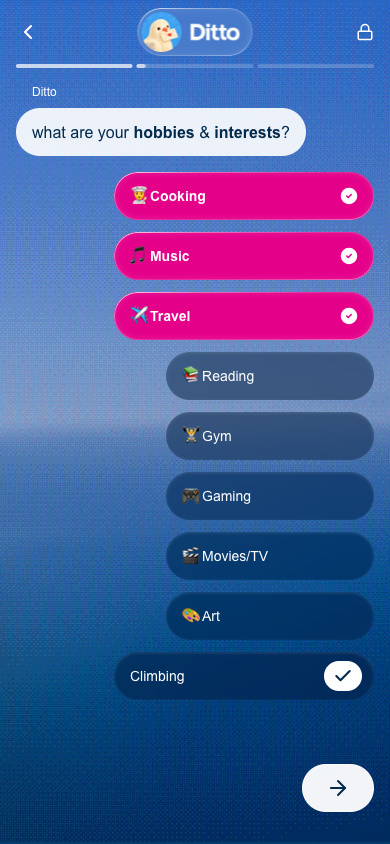 Ditto
Ditto
what are your hobbies & interests?
Cooking
Music
Travel
Reading
Gym
Gaming
Movies/TV
Art
Climbing